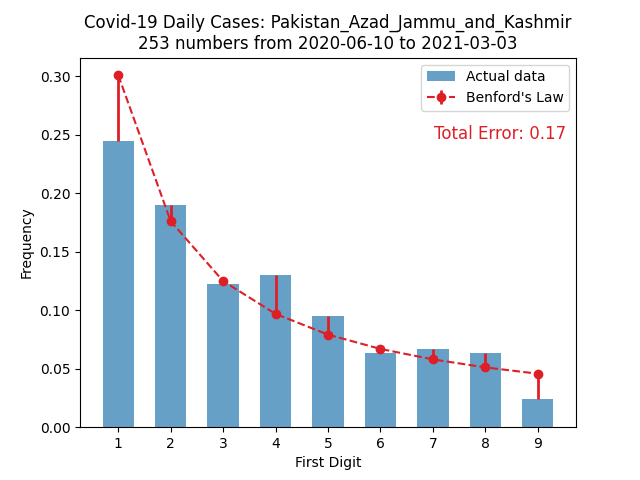 Covid-19 Daily Cases: Pakistan_Azad_Jammu_and_Kashmir
253 numbers from 2020-06-10 to 2021-03-03
Actual data
Benford's Law
Total Error: 0.17
Frequency
0.30
0.25
0.20
0.15
0.10
0.05
0.00
1 2 3 4 5 6 7 8 9
First Digit